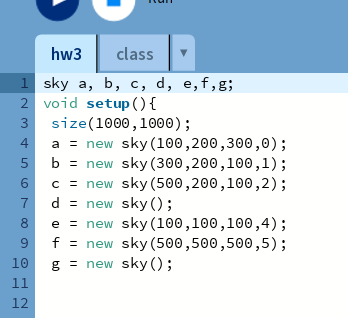 Run
hw3 class ▼
1 sky a, b, c, d, e,f,g;
2 void setup(){
3 size(1000,1000);
4 a = new sky(100,200,300,0);
5 b = new sky(300,200,100,1);
6 c = new sky(500,200,100,2);
7 d = new sky();
8 e = new sky(100,100,100,4);
9 f = new sky(500,500,500,5);
10 g = new sky();
11
12